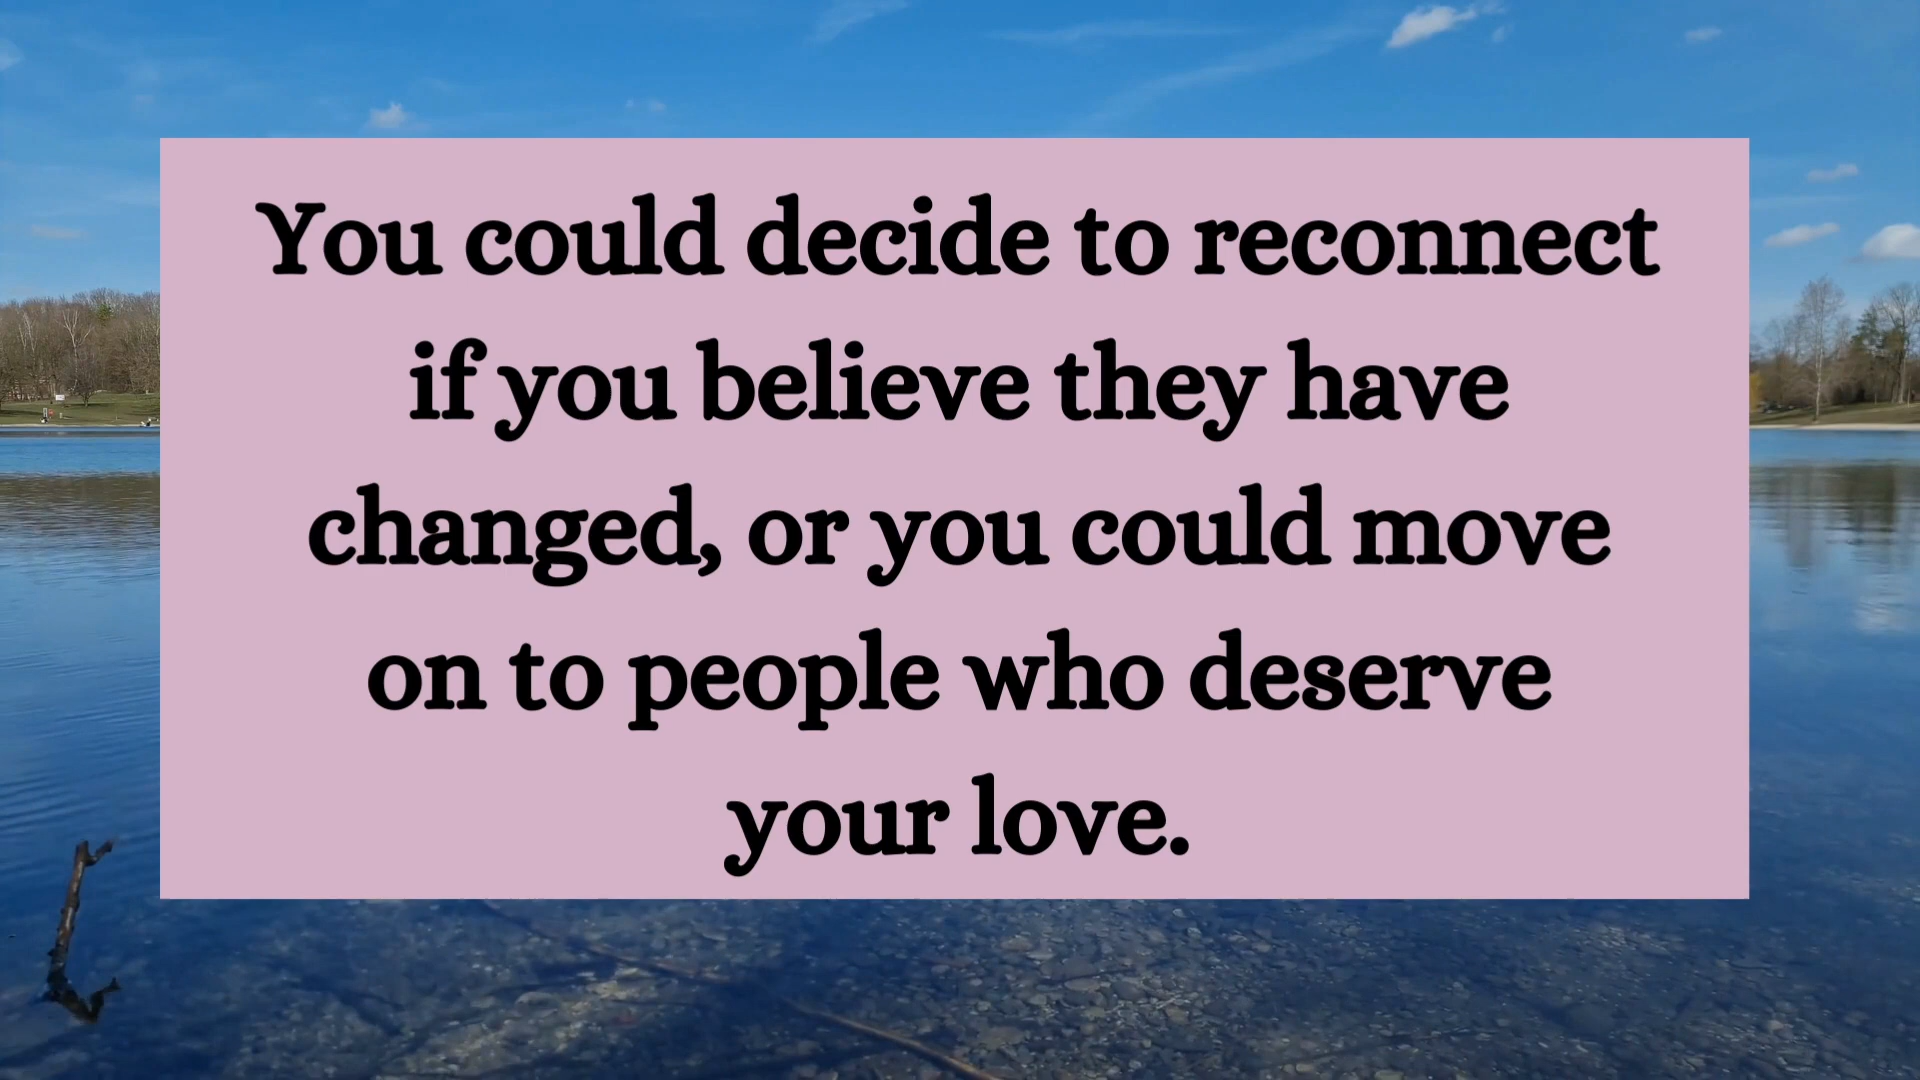 You could decide to reconnect
if you believe they have
changed, or you could move
on to people who deserve
your love.